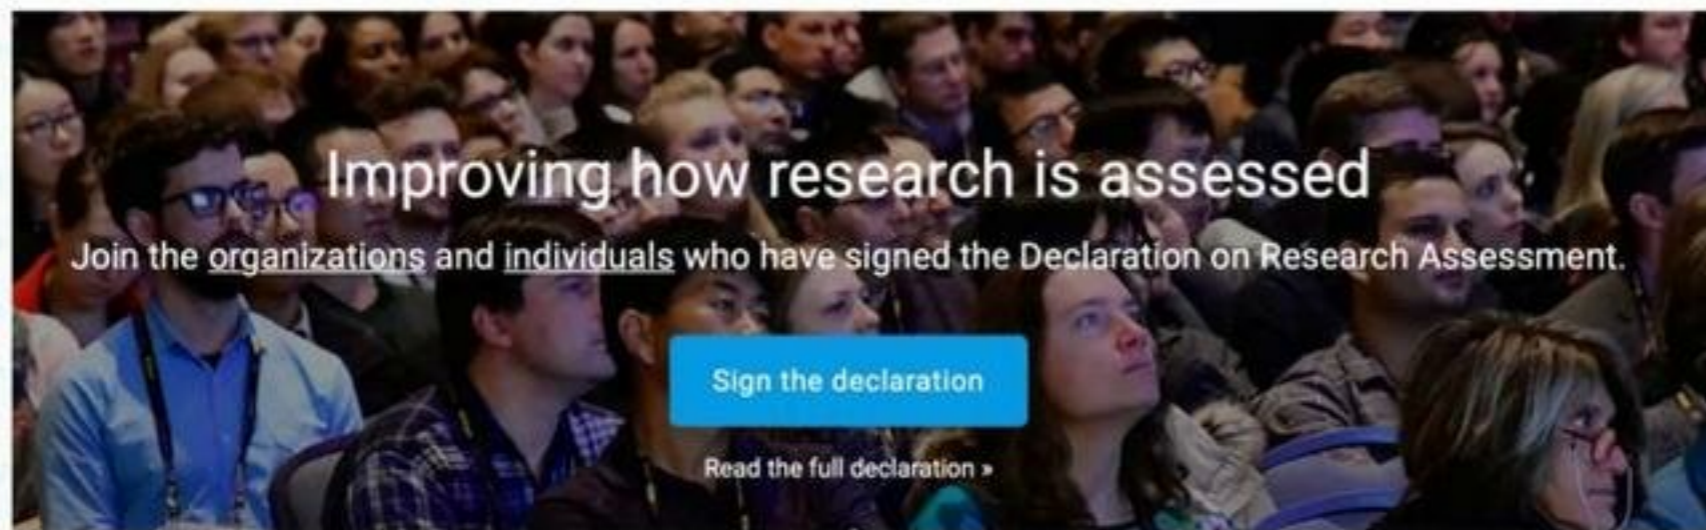 Improving how research is assessed
Join the organizations and individuals who have signed the Declaration on Research Assessment.
Sign the declaration
Read the full declaration »